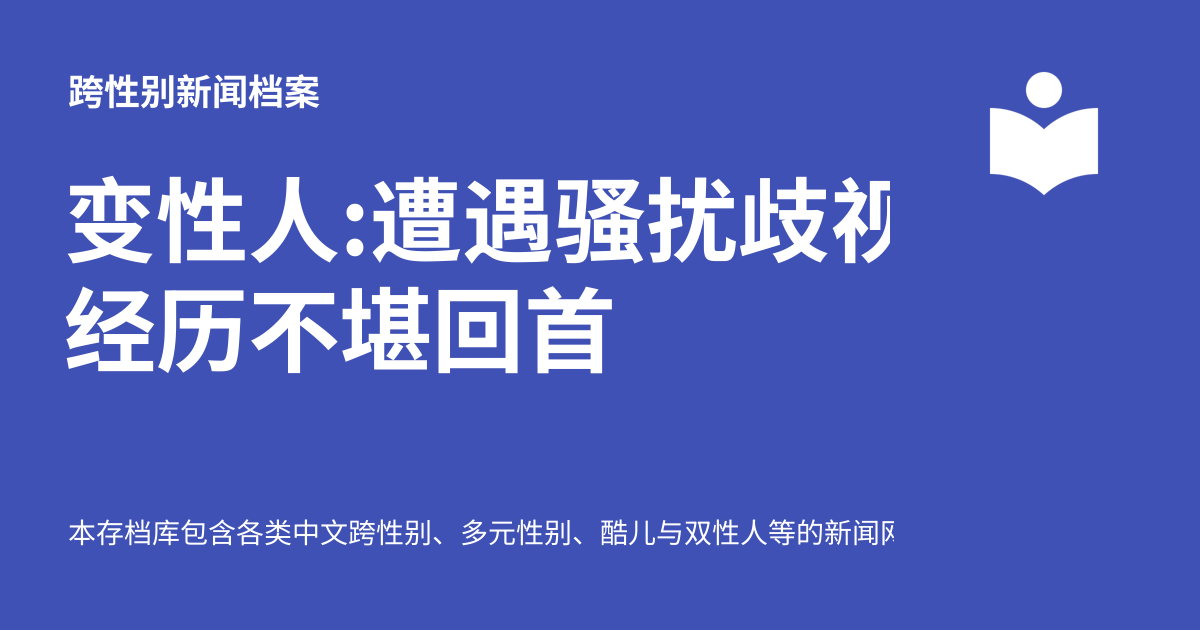 跨性别新闻档案
变性人:遭遇骚扰歧视
经历不堪回首
本存档库包含各类中文跨性别、多元性别、酷儿与双性人等的新闻网